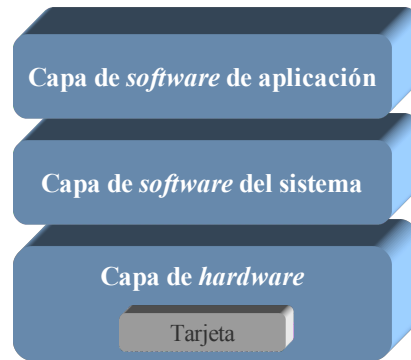 Capa de software de aplicación
Capa de software del sistema
Capa de hardware
Tarjeta